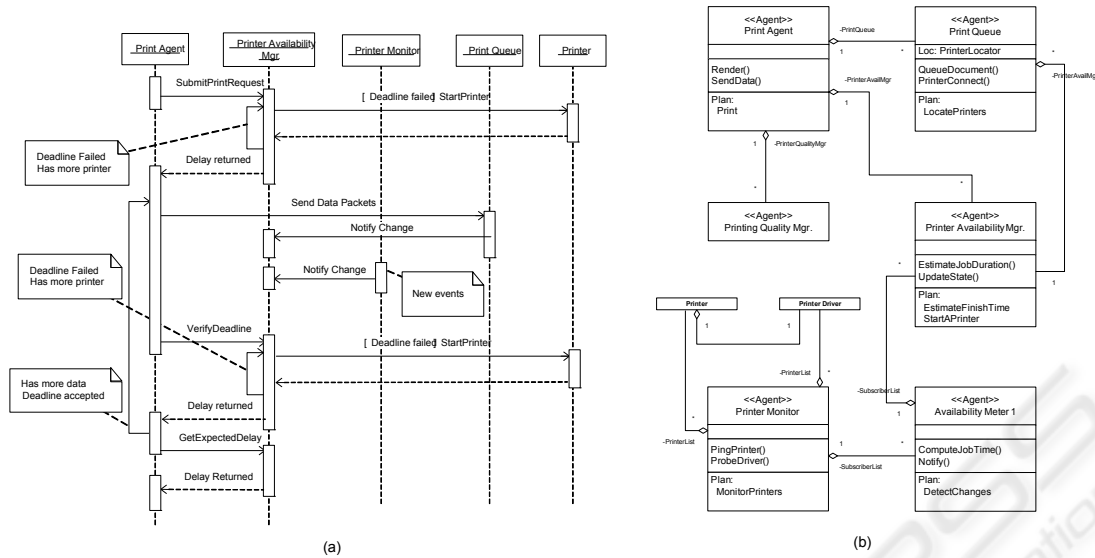 Print Agent
Printer Availability
Mgr.
Printer Monitor
Print Queue
Printer
SubmitPrintRequest
[ Deadline failed] StartPrinter
Deadline Failed
Has more printer
Delay returned
Send Data Packets
Notify Change
Deadline Failed
Has more printer
Notify Change
New events
VerifyDeadline
[ Deadline failed] StartPrinter
Has more data
Deadline accepted
Delay returned
GetExpectedDelay
Delay Returned
(a)
<<Agent>>
Print Agent
Render()
SendData()
Plan:
Print
-PrintQueue
1
*
<<Agent>>
Print Queue
Loc: PrinterLocator
QueueDocument()
PrinterConnect()
Plan:
LocatePrinters
*
-PrinterAvailMgr
1
-PrinterAvailMgr
1
*
-PrinterQualityMgr
1
*
<<Agent>>
Printing Quality Mgr.
<<Agent>>
Printer Availability Mgr.
EstimateJobDuration()
UpdateState()
Plan:
EstimateFinishTime
StartAPrinter
*
-SubscriberList
1
Printer
Printer Driver
1
1
-PrinterList
*
*
-PrinterList
<<Agent>>
Printer Monitor
PingPrinter()
ProbeDriver()
Plan:
MonitorPrinters
1
*
-SubscriberList
<<Agent>>
Availability Meter 1
ComputeJobTime()
Notify()
Plan:
DetectChanges
(b)